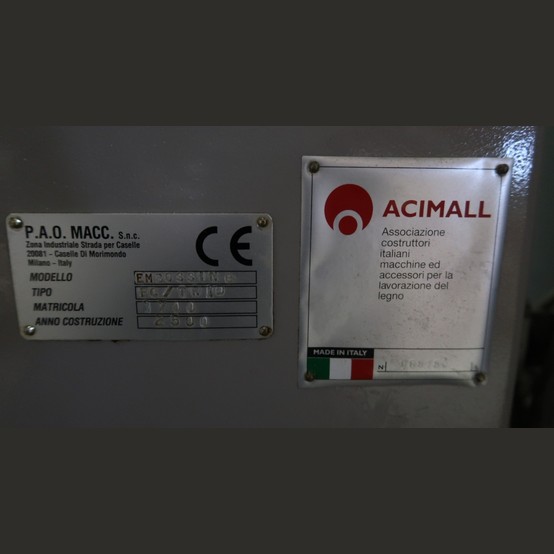 P.A.O. MACC. S.n.c.
Zona Industriale Strada per Caselle
20081 - Caselle Di Morimondo
Milano - Italy
CE
MODELLO
TIPO
MATRICOLA
ANNO COSTRUZIONE
ACIMALL
Associazione
costruttori
italiani
macchine ed
accessori per la
lavorazione del
legno
MADE IN ITALY
N